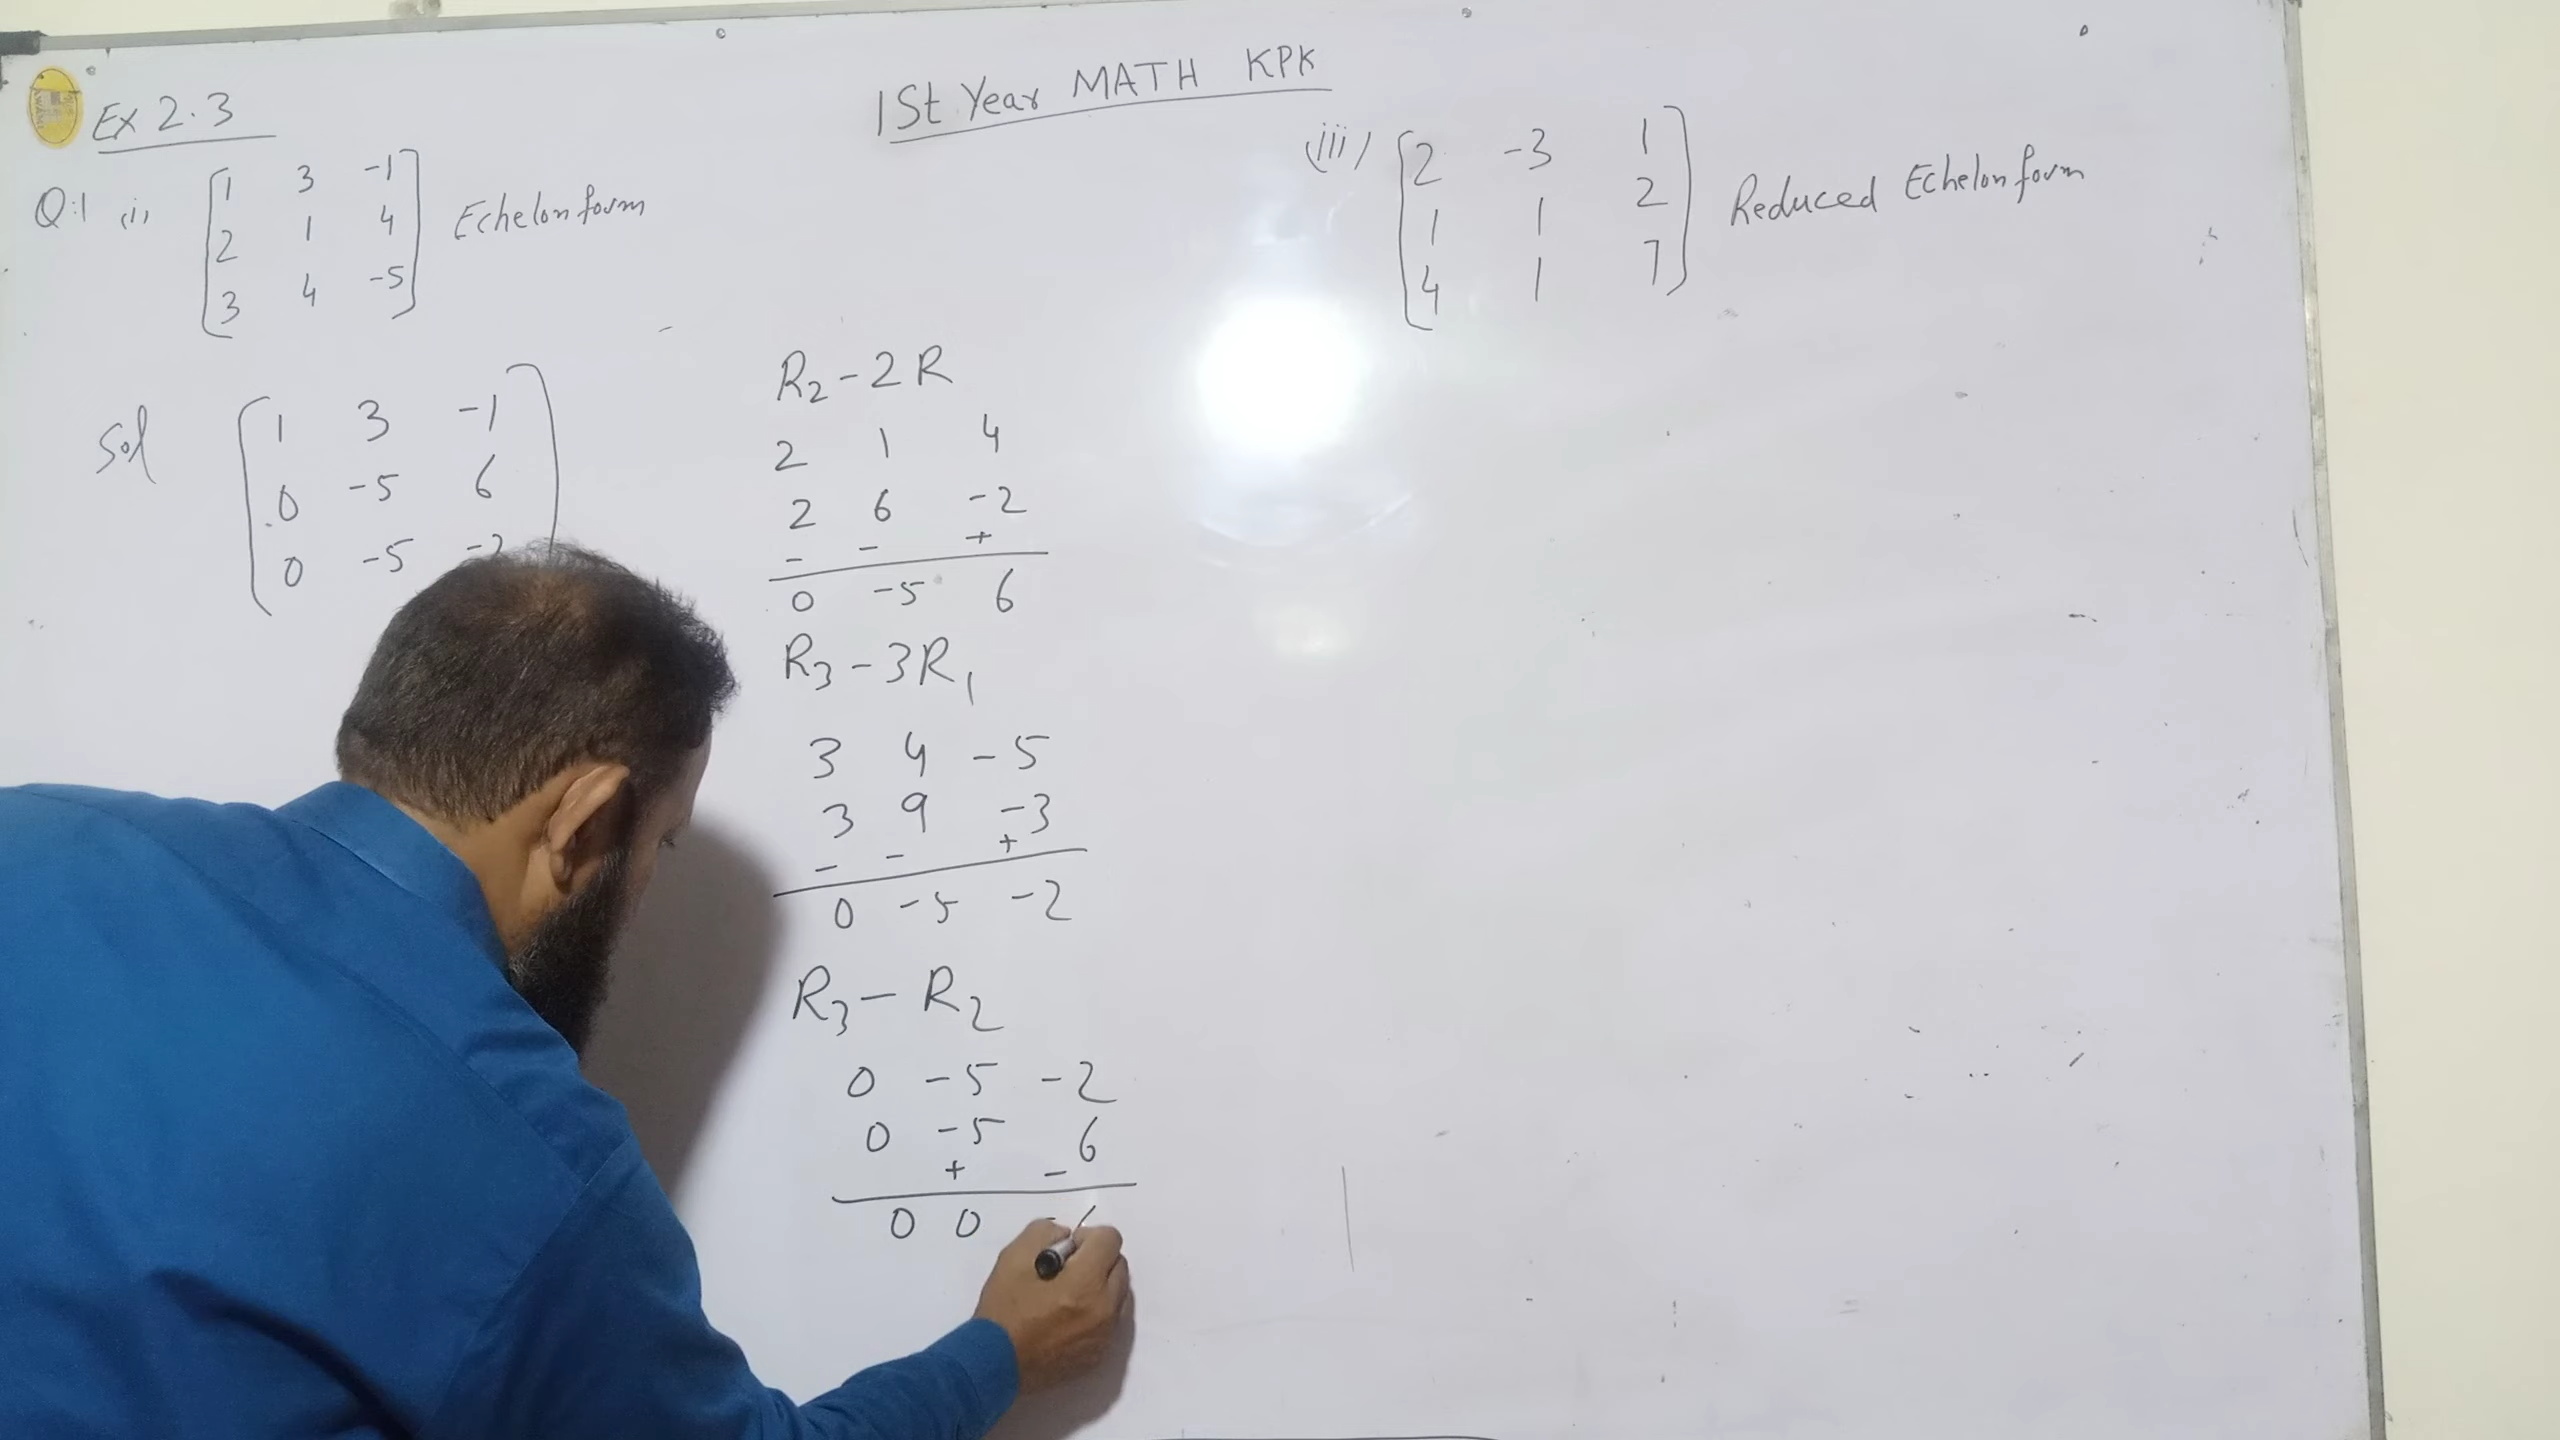 1St Year MATH KPK
Ex 2.3
Q:1 (i) [1 3 -1
2 1 4
3 4 -5] Echelon form
Sol [1 3 -1
0 -5 6
0 -5 -2
R2 - 2R
2 1 4
2 6 -2
- - +
0 -5 6
R3 - 3R1
3 4 -5
3 9 -3
- - +
0 -5 -2
R3 - R2
0 -5 -2
0 -5 6
+ -
0 0 -
(iii) [2 -3 1
1 1 2
4 1 7] Reduced Echelon form